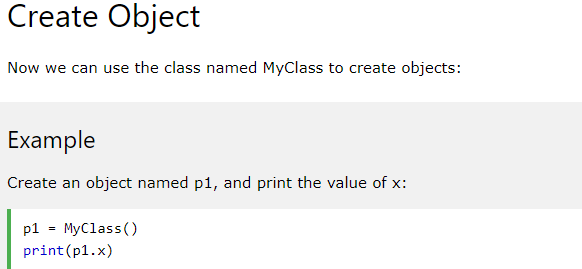 Create Object
Now we can use the class named MyClass to create objects:
Example
Create an object named p1, and print the value of x:
p1 = MyClass()
print(p1.x)